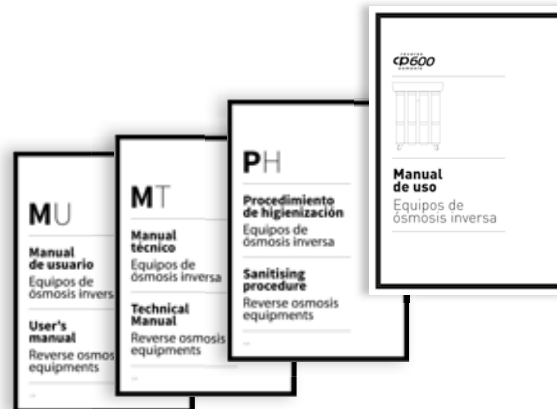 MU
Manual
de usuario
Equipos de
ósmosis invers
User's
manual
Reverse osmos
equipments
MT
Manual
técnico
Equipos de
ósmosis inversa
Technical
Manual
Reverse osmosis
equipments
PH
Procedimiento
de higienización
Equipos de
ósmosis inversa
Sanitising
procedure
Reverse osmosis
equipments
reverse
cp600
osmosis
Manual
de uso
Equipos de
ósmosis inversa